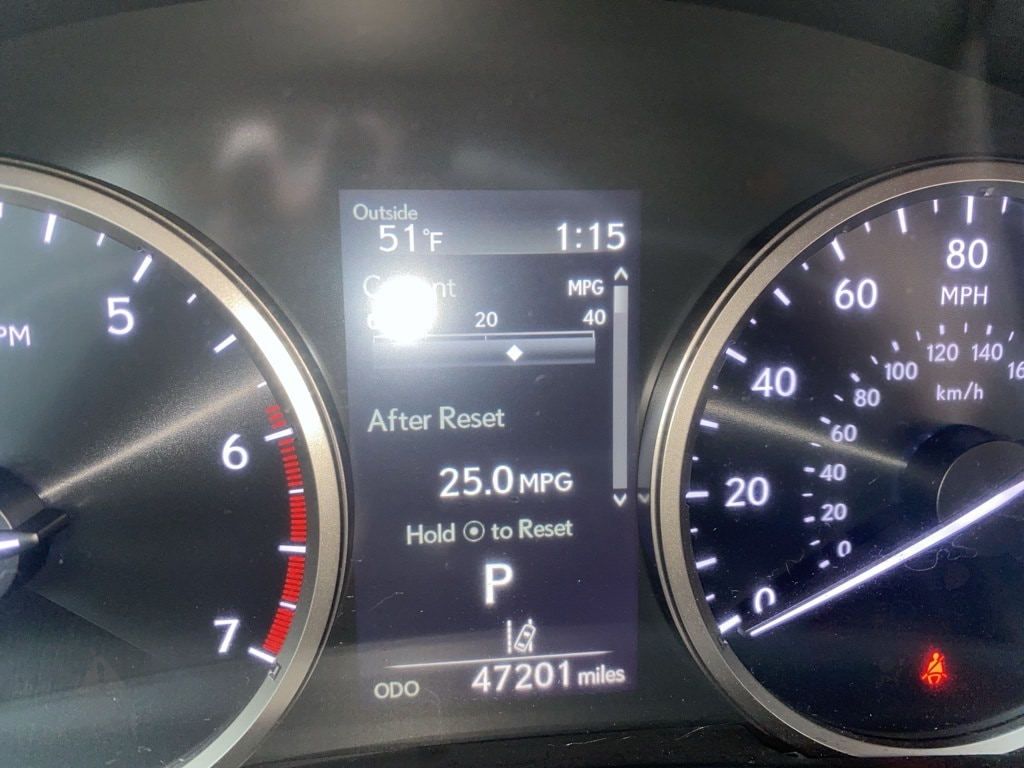 Outside
51°F 1:15
MPG
20 40
After Reset
25.0 MPG
Hold to Reset
P
47201 miles
ODO
5
6
7
80
MPH
60
40
20
0
120 140
100
km/h
80
60
40
20
0